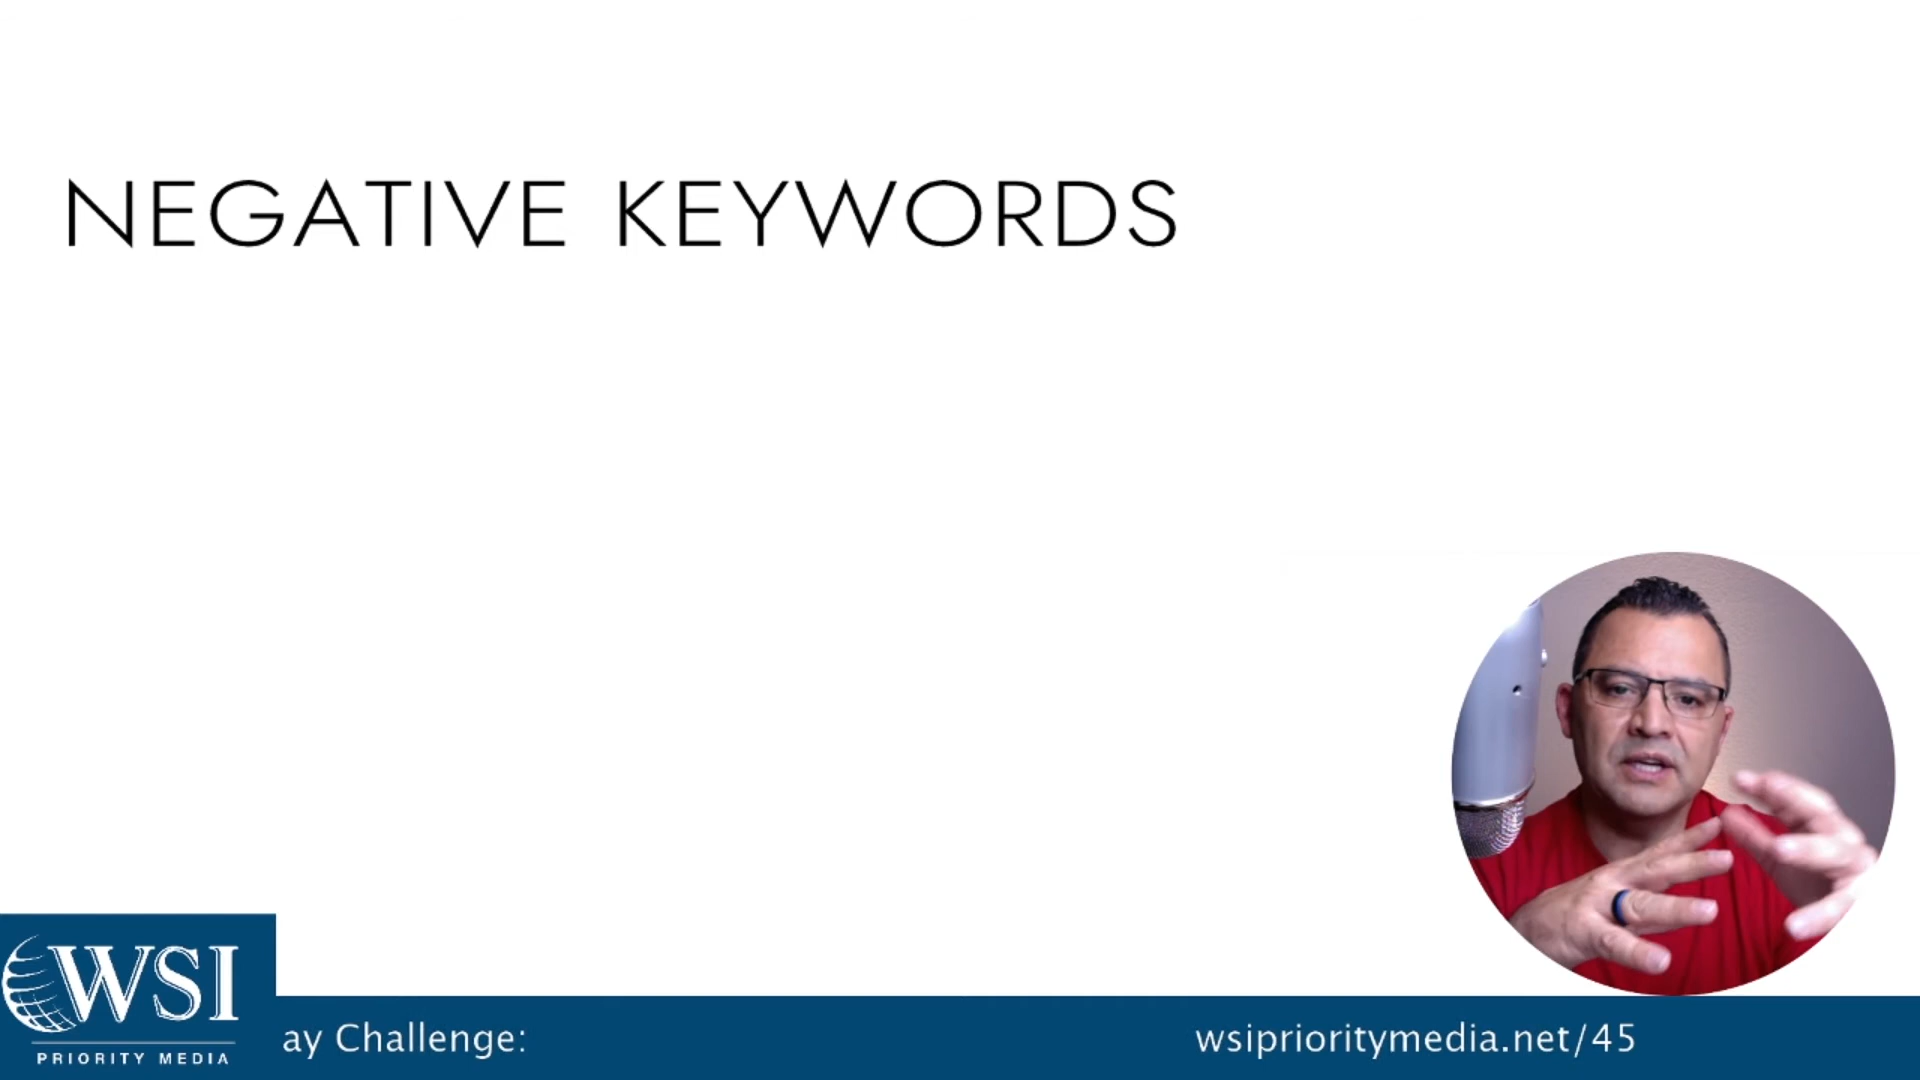 NEGATIVE KEYWORDS
WSI
PRIORITY MEDIA
ay Challenge:
wsiprioritymedia.net/45